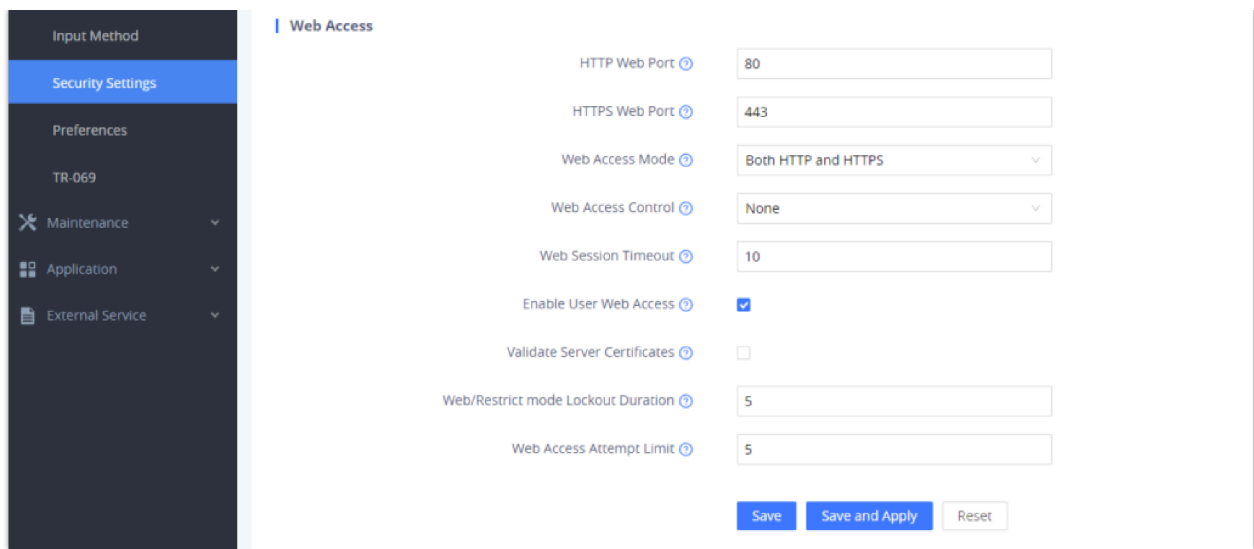 Input Method
Security Settings
Preferences
TR-069
Maintenance
Application
External Service
Web Access
HTTP Web Port
80
HTTPS Web Port
443
Web Access Mode
Both HTTP and HTTPS
Web Access Control
None
Web Session Timeout
10
Enable User Web Access
Validate Server Certificates
Web/Restrict mode Lockout Duration
5
Web Access Attempt Limit
5
Save
Save and Apply
Reset